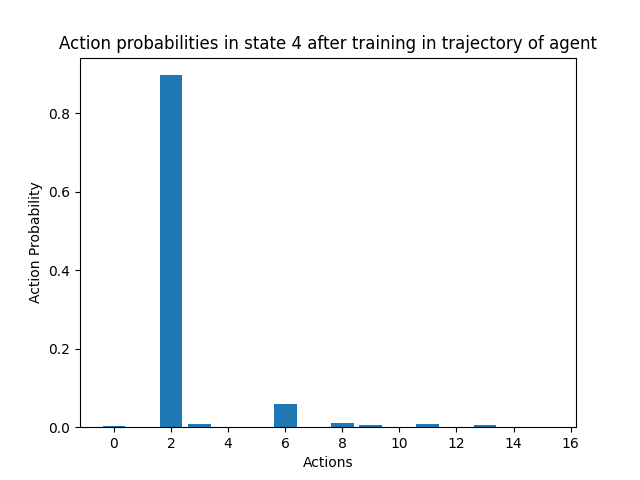 Action probabilities in state 4 after training in trajectory of agent
0.8
0.6
0.4
0.2
0.0
Action Probability
0 2 4 6 8 10 12 14 16
Actions